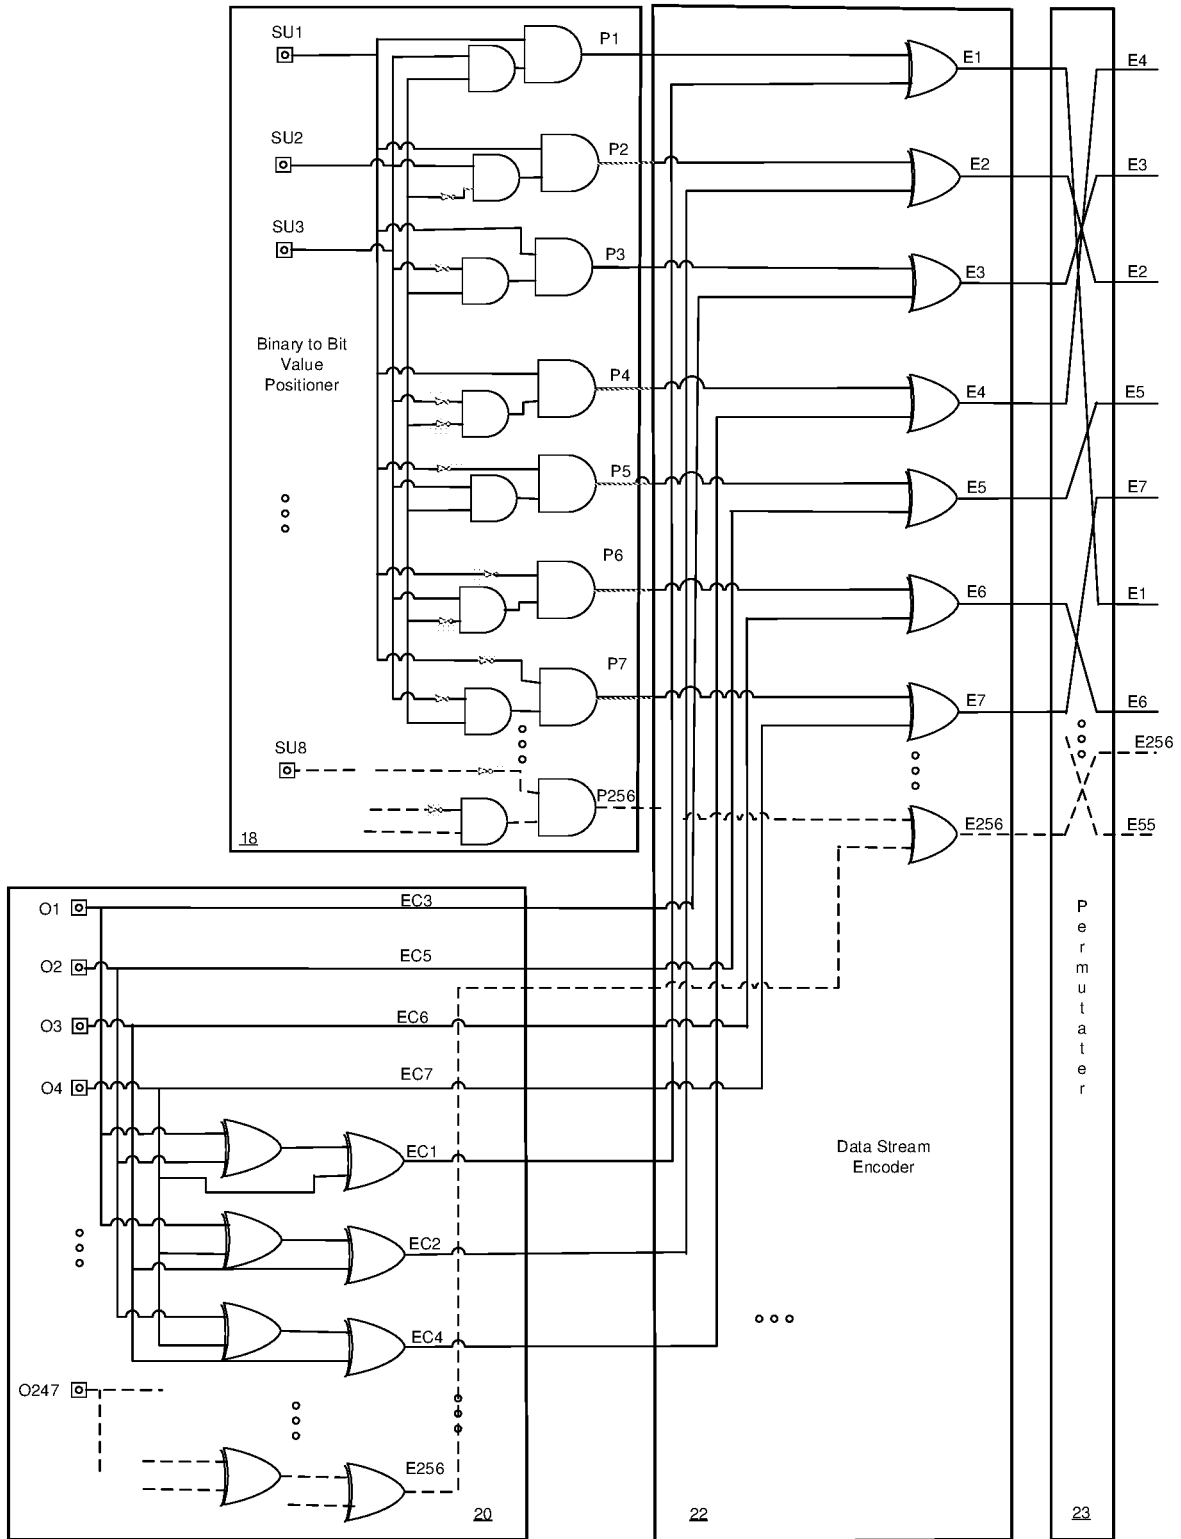 SU1
P1
E1
E4
SU2
P2
E2
E3
SU3
P3
E3
E2
Binary to Bit
Value
Positioner
P4
E4
E5
P5
E5
E7
P6
E6
E1
P7
E7
E6
SU8
E256
P256
E256
E55
18
O1
EC3
O2
EC5
O3
EC6
O4
EC7
Permutater
EC1
Data Stream
Encoder
EC2
EC4
O247
E256
20
22
23